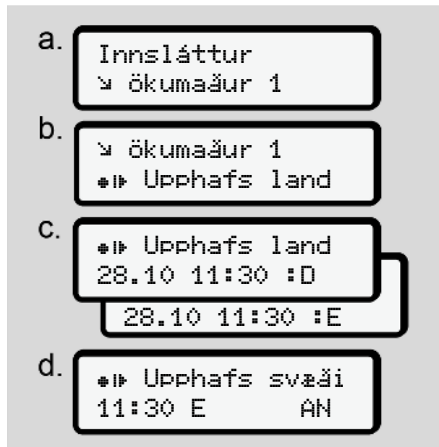 a.
Innsláttur
↘ ökumaður 1
b.
↘ ökumaður 1
●I▶ Upphafs land
c.
●I▶ Upphafs land
28.10 11:30 :D
28.10 11:30 :E
d.
●I▶ Upphafs svæði
11:30 E AN